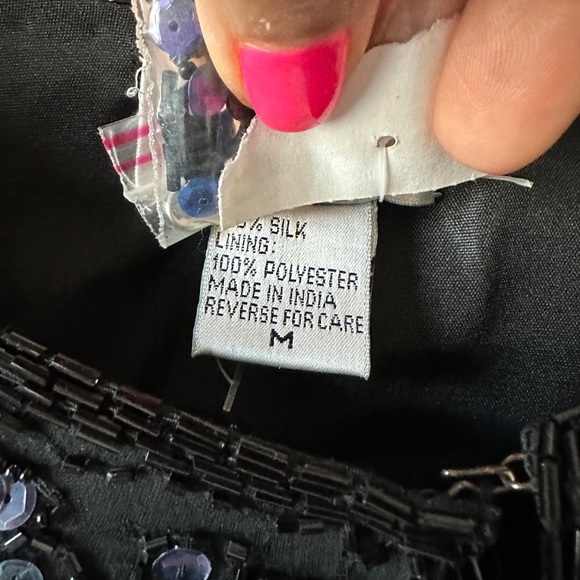 % SILK
LINING:
100% POLYESTER
MADE IN INDIA
REVERSE FOR CARE
M